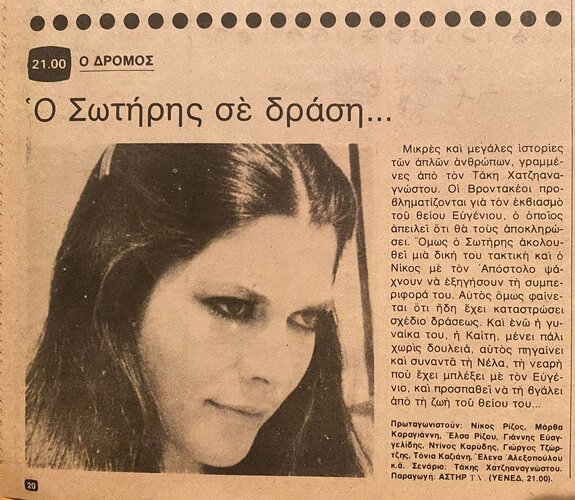 21.00 Ο ΔΡΟΜΟΣ
Ὁ Σωτήρης σὲ δράση...
Μικρὲς καὶ μεγάλες ἱστορίες
τῶν ἁπλῶν ἀνθρώπων, γραμμέ-
νες ἀπὸ τὸν Τάκη Χατζηανα-
γνώστου. Οἱ Βροντακέοι προ-
βληματίζονται γιὰ τὸν ἐκβιασμὸ
τοῦ θείου Εὐγένιου, ὁ ὁποῖος
ἀπειλεῖ ὅτι θὰ τοὺς ἀποκληρώ-
σει. Ὅμως ὁ Σωτήρης ἀκολου-
θεῖ μιὰ δική του τακτικὴ καὶ ὁ
Νίκος μὲ τὸν Ἀπόστολο ψά-
χνουν νὰ ἐξηγήσουν τὴ συμπε-
ριφορά του. Αὐτὸς ὅμως φαίνε-
ται ὅτι ἤδη ἔχει καταστρώσει
σχέδιο δράσεως. Καὶ ἐνῶ ἡ γυ-
ναίκα του, ἡ Καίτη, μένει πάλι
χωρὶς δουλειά, αὐτὸς πηγαίνει
καὶ συναντᾶ τὴ Νέλα, τὴ νεαρὴ
ποὺ ἔχει μπλέξει μὲ τὸν Εὐγέ-
νιο, καὶ προσπαθεῖ νὰ τὴ βγάλει
ἀπὸ τὴ ζωὴ τοῦ θείου του...
Πρωταγωνιστοῦν: Νίκος Ρίζος, Μάρθα
Καραγιάννη, Ἔλσα Ρίζου, Γιάννης Εὐαγ-
γελίδης, Ντίνος Καρύδης, Γιῶργος Τζώρ-
τζης, Τόνια Καζιάνη, Ἕλενα Ἀλεξοπούλου
κ.ἄ. Σενάριο: Τάκης Χατζηαναγνώστου.
Παραγωγή: ΑΣΤΗΡ TV (ΥΕΝΕΔ, 21.00).
20